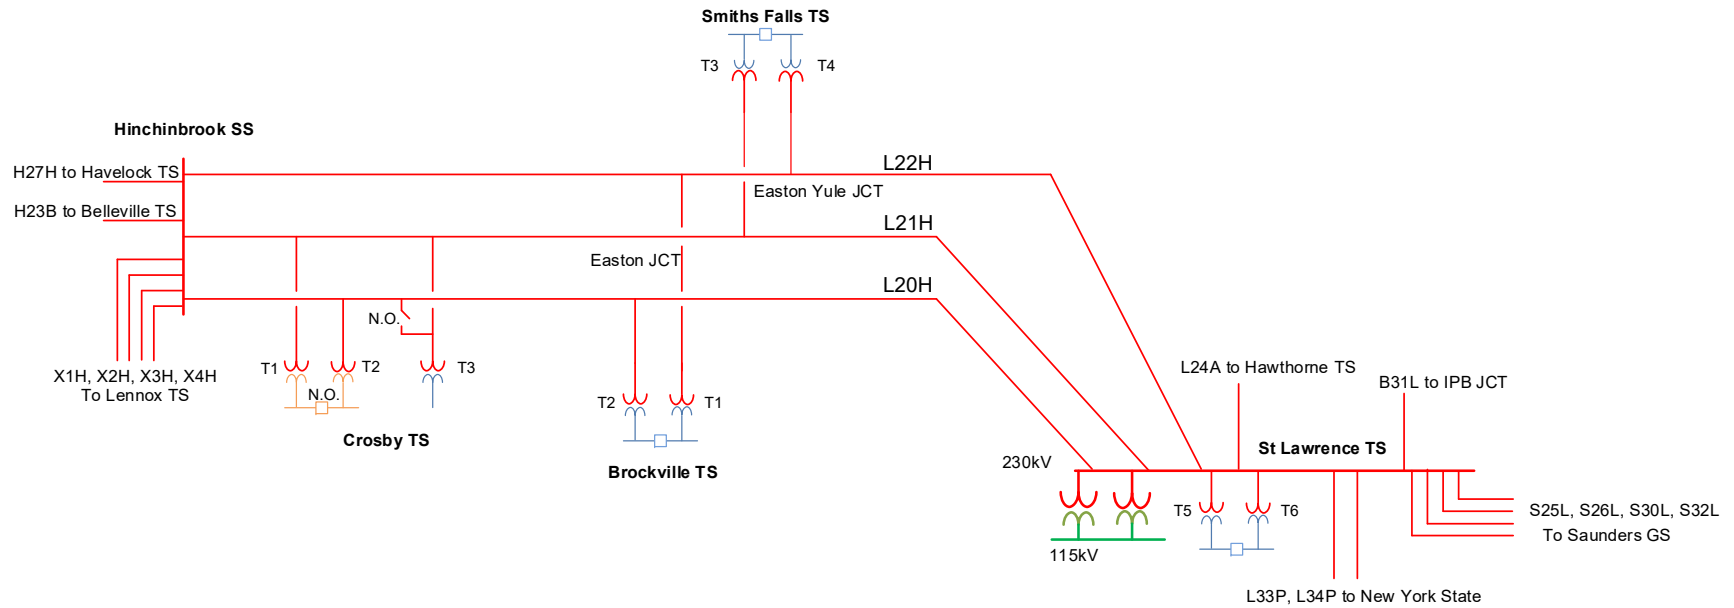 Smiths Falls TS
T3
T4
Hinchinbrook SS
L22H
H27H to Havelock TS
Easton Yule JCT
H23B to Belleville TS
L21H
Easton JCT
L20H
N.O.
T1
T2
T3
X1H, X2H, X3H, X4H
To Lennox TS
N.O.
L24A to Hawthorne TS
B31L to IPB JCT
T2
T1
Crosby TS
Brockville TS
St Lawrence TS
230kV
T5
T6
S25L, S26L, S30L, S32L
To Saunders GS
115kV
L33P, L34P to New York State